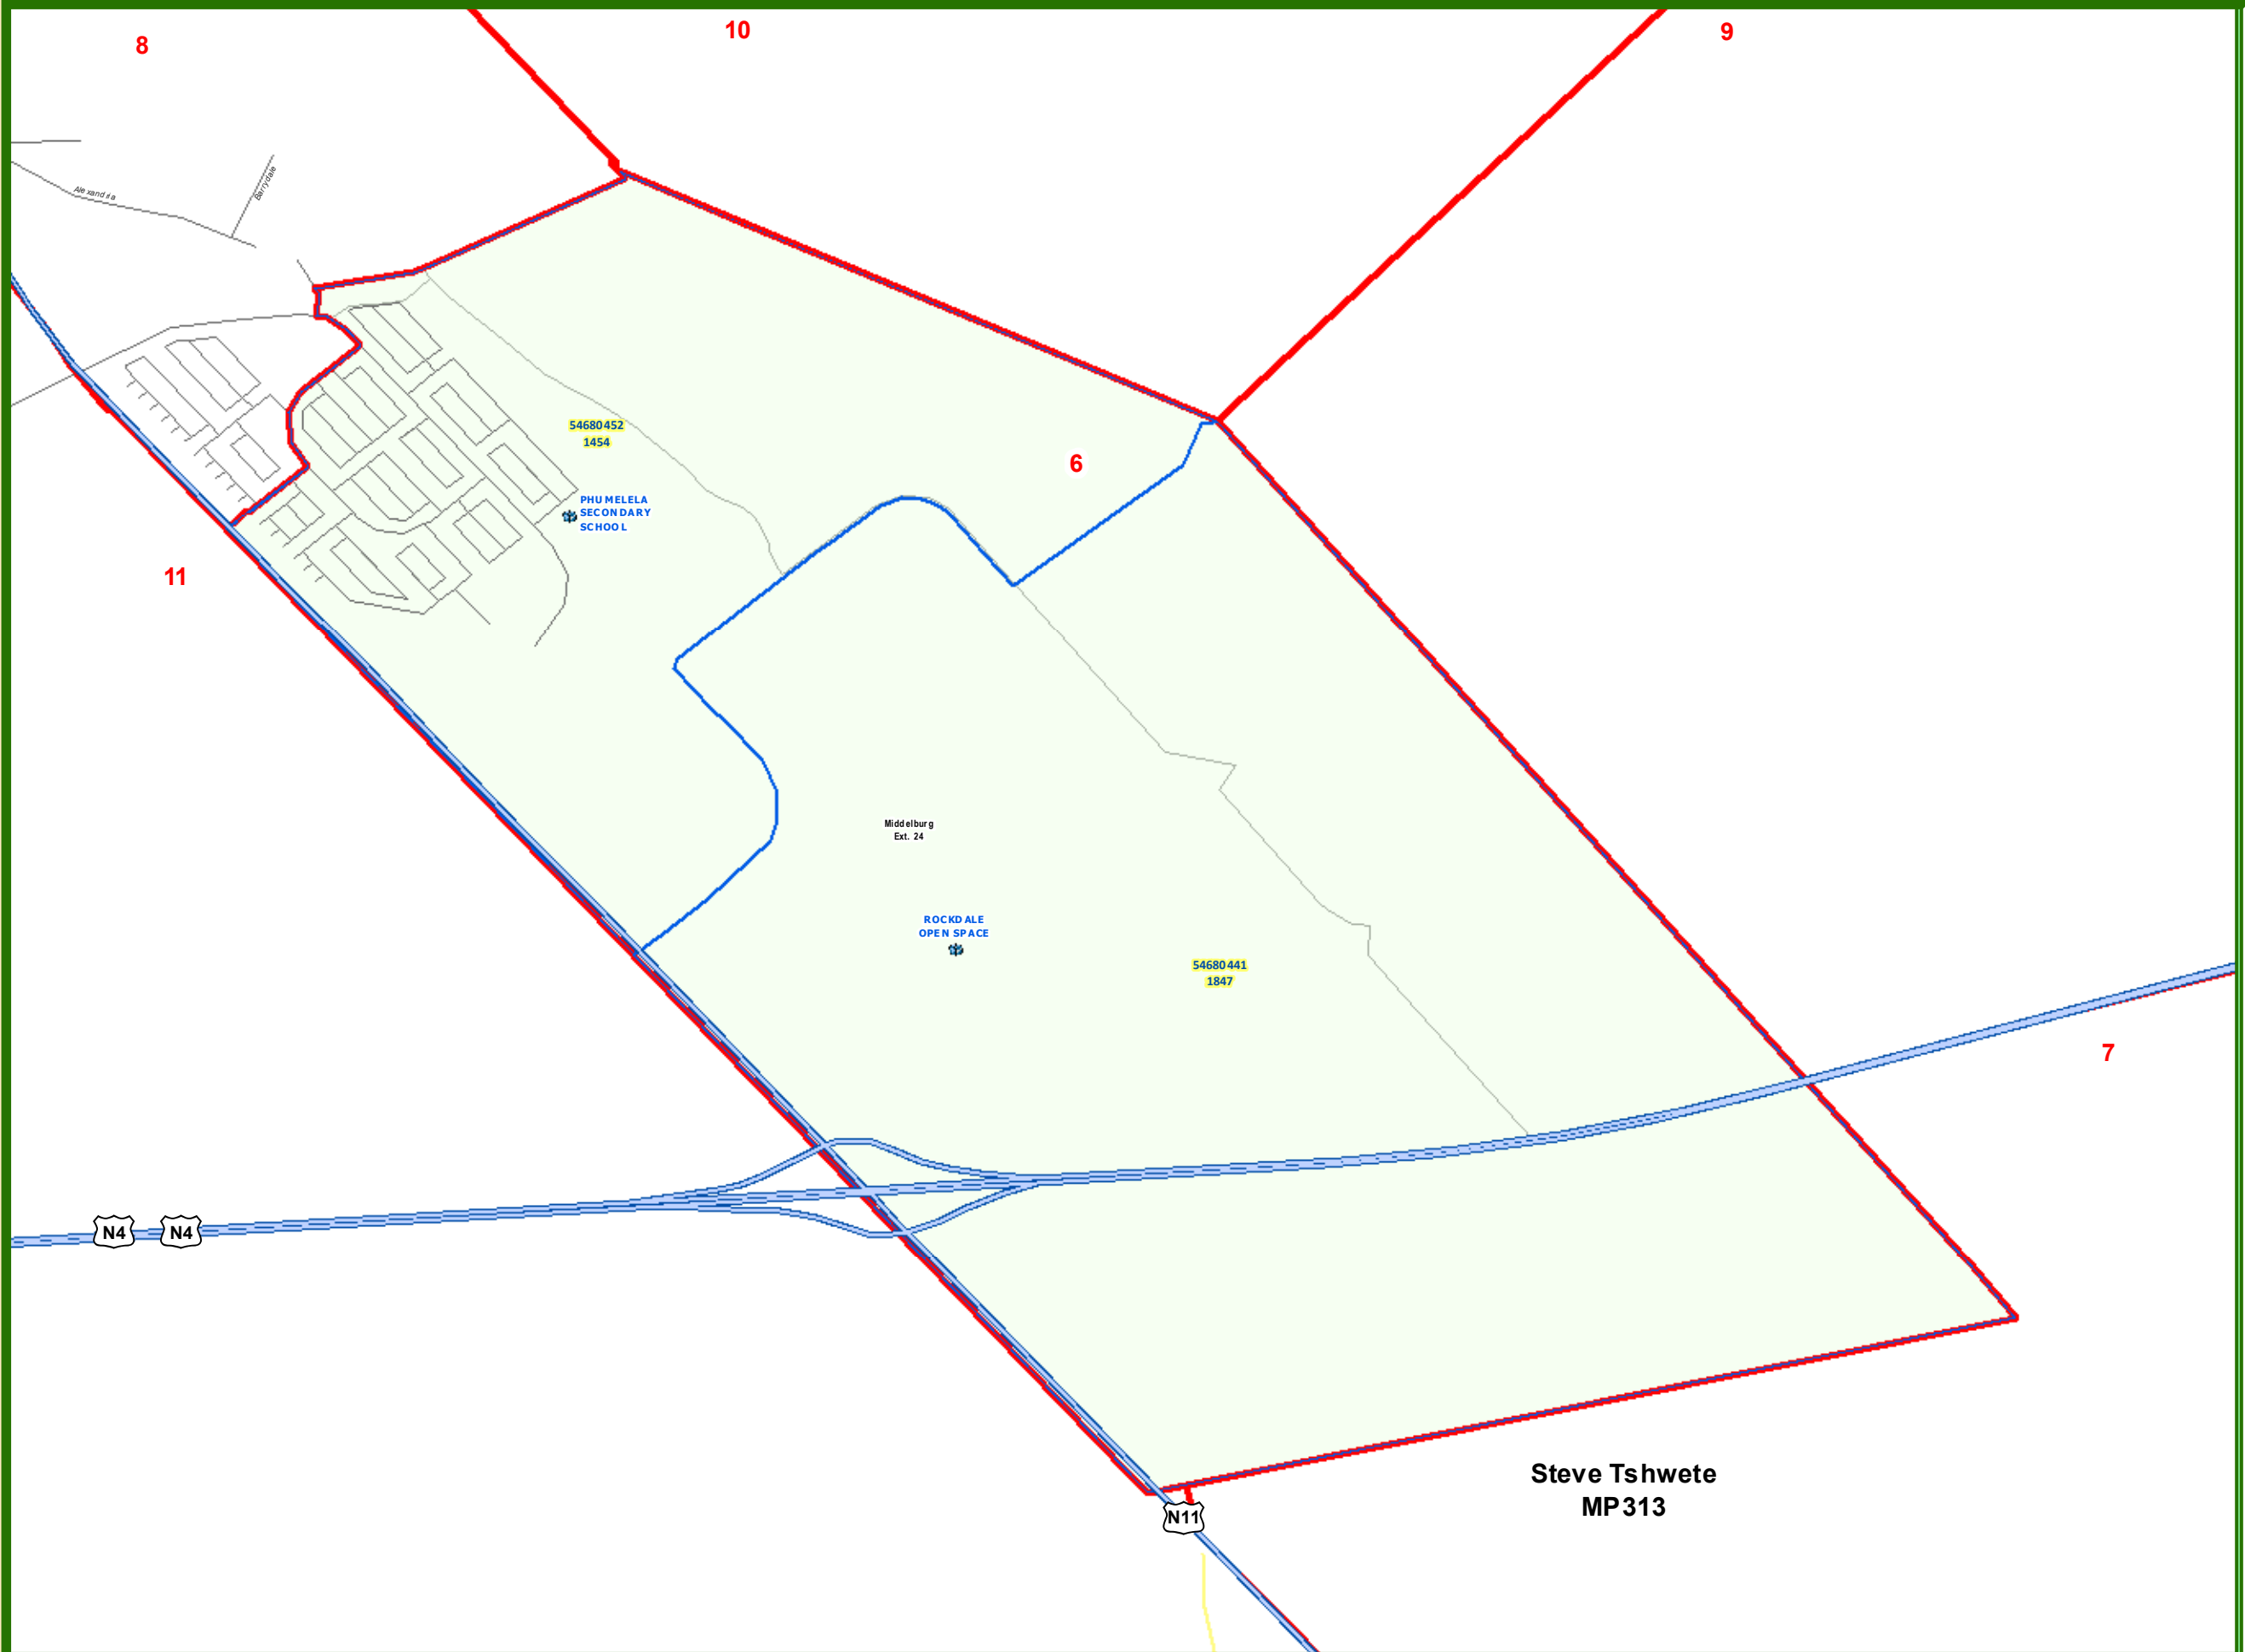 8
10
9
Alexandria
Barrydale
54680452
1454
6
PHUMELELA
SECONDARY
SCHOOL
11
Middelburg
Ext. 24
ROCKDALE
OPEN SPACE
54680441
1847
7
N4
N4
Steve Tshwete
MP313
N11